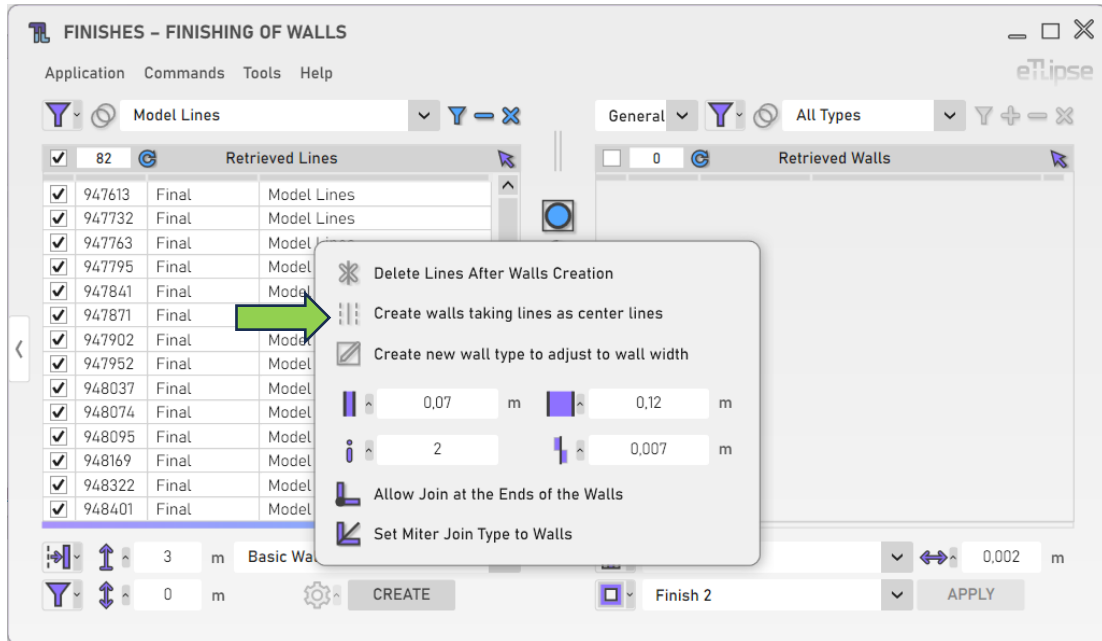 FINISHES – FINISHING OF WALLS
Application Commands Tools Help
eTLipse
Model Lines
General
All Types
82 Retrieved Lines
0 Retrieved Walls
947613 Final Model Lines
947732 Final Model Lines
947763 Final Model Lines
947795 Final Model
947841 Final Model
947871 Final
947902 Final Model
947952 Final Model
948037 Final Model
948074 Final Model
948095 Final Model
948169 Final Model
948322 Final Model
948401 Final Model
Delete Lines After Walls Creation
Create walls taking lines as center lines
Create new wall type to adjust to wall width
0,07 m 0,12 m
2 0,007 m
Allow Join at the Ends of the Walls
Set Miter Join Type to Walls
3 m Basic Wa
0,002 m
0 m CREATE
Finish 2 APPLY